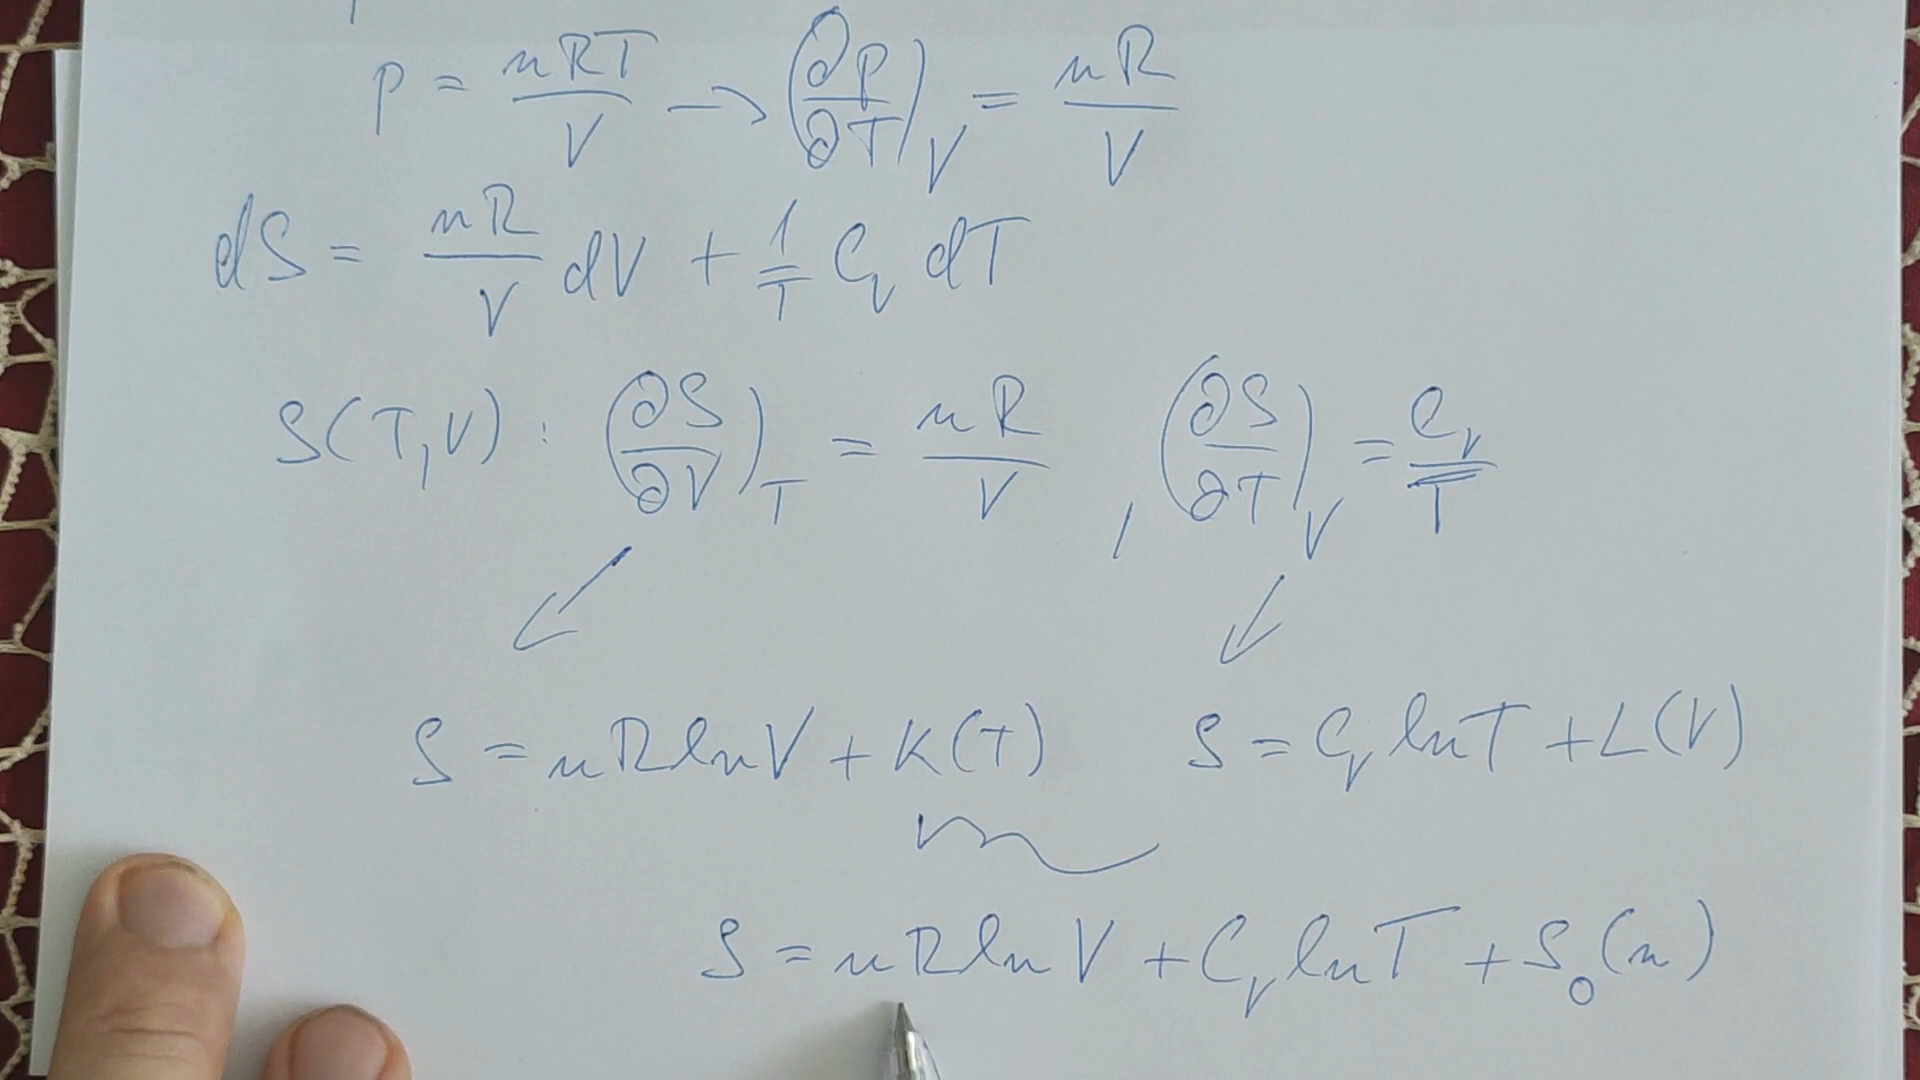 p = nRT/V → (∂p/∂T)_V = nR/V
dS = nR/V dV + 1/T C_V dT
S(T,V) : (∂S/∂V)_T = nR/V , (∂S/∂T)_V = C_V/T
S = nR ln V + K(T)   S = C_V ln T + L(V)
S = nR ln V + C_V ln T + S_0(n)